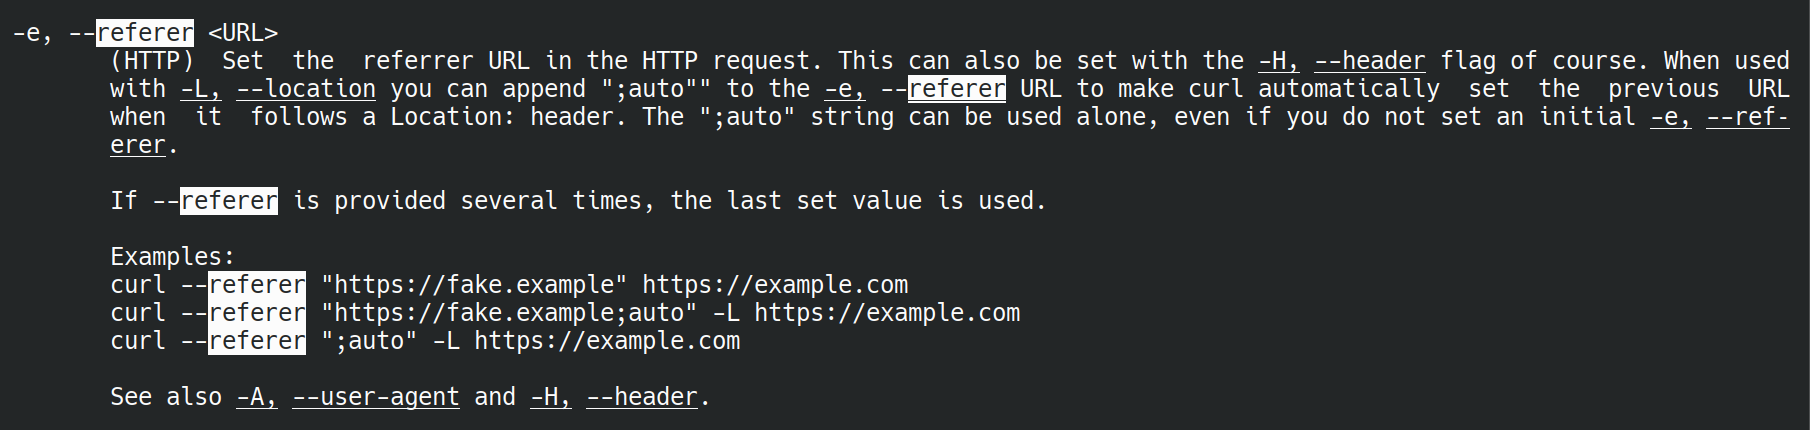 -e, --referer <URL>
(HTTP) Set the referrer URL in the HTTP request. This can also be set with the -H, --header flag of course. When used
with -L, --location you can append ";auto"" to the -e, --referer URL to make curl automatically set the previous URL
when it follows a Location: header. The ";auto" string can be used alone, even if you do not set an initial -e, --ref-
erer.
If --referer is provided several times, the last set value is used.
Examples:
curl --referer "https://fake.example" https://example.com
curl --referer "https://fake.example;auto" -L https://example.com
curl --referer ";auto" -L https://example.com
See also -A, --user-agent and -H, --header.